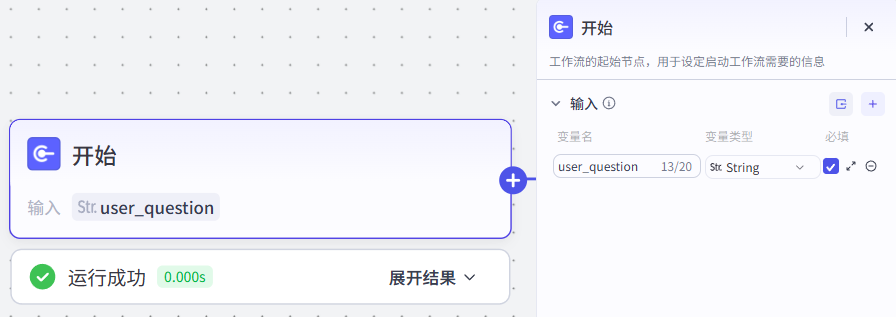 开始
输入 Str. user_question
运行成功 0.000s 展开结果
开始
工作流的起始节点，用于设定启动工作流需要的信息
输入
变量名 变量类型 必填
user_question 13/20 Str. String